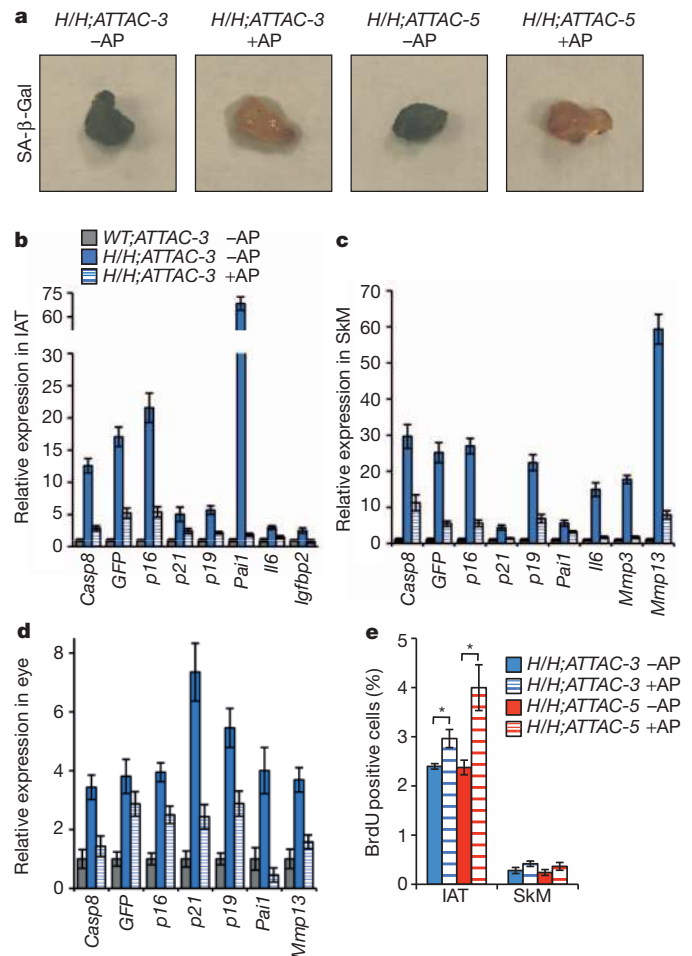 a
H/H;ATTAC-3 H/H;ATTAC-3 H/H;ATTAC-5 H/H;ATTAC-5
–AP +AP –AP +AP
SA-β-Gal
b
WT;ATTAC-3 –AP
H/H;ATTAC-3 –AP
H/H;ATTAC-3 +AP
Relative expression in IAT
75
60
30
25
20
15
10
5
0
Casp8 GFP p16 p21 p19 Pai1 Il6 Igfbp2
c
Relative expression in SkM
70
60
50
40
30
20
10
0
Casp8 GFP p16 p21 p19 Pai1 Il6 Mmp3 Mmp13
d
Relative expression in eye
8
6
4
2
0
Casp8 GFP p16 p21 p19 Pai1 Mmp13
e
BrdU positive cells (%)
5
4
3
2
1
0
* *
IAT SkM
H/H;ATTAC-3 –AP
H/H;ATTAC-3 +AP
H/H;ATTAC-5 –AP
H/H;ATTAC-5 +AP